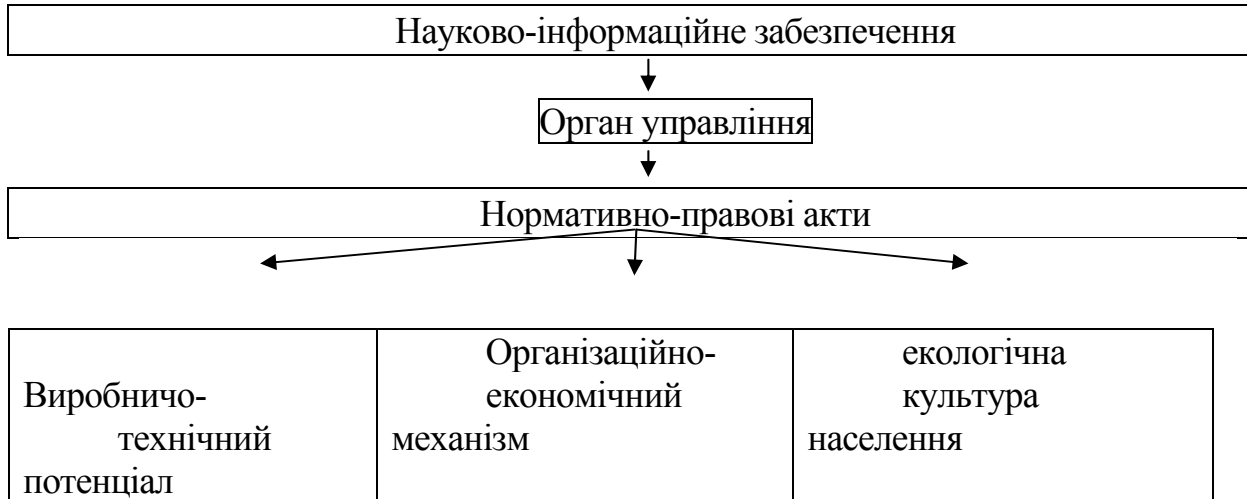 Науково-інформаційне забезпечення
Орган управління
Нормативно-правові акти
Виробничо-
технічний
потенціал
Організаційно-
економічний
механізм
екологічна
культура
населення